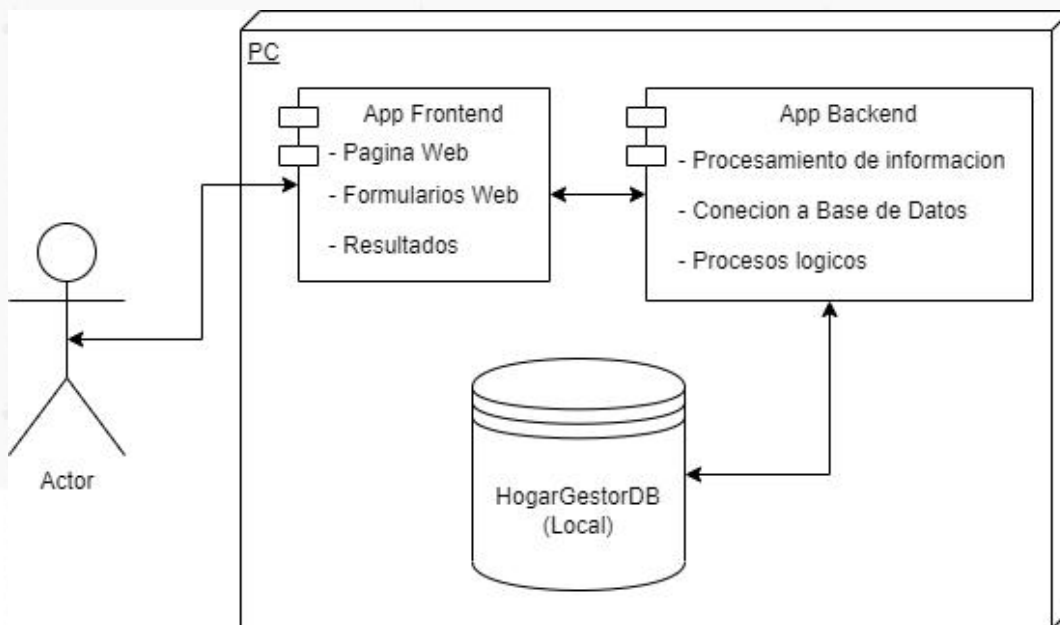 PC
App Frontend
- Pagina Web
- Formularios Web
- Resultados
App Backend
- Procesamiento de informacion
- Conecion a Base de Datos
- Procesos logicos
Actor
HogarGestorDB
(Local)